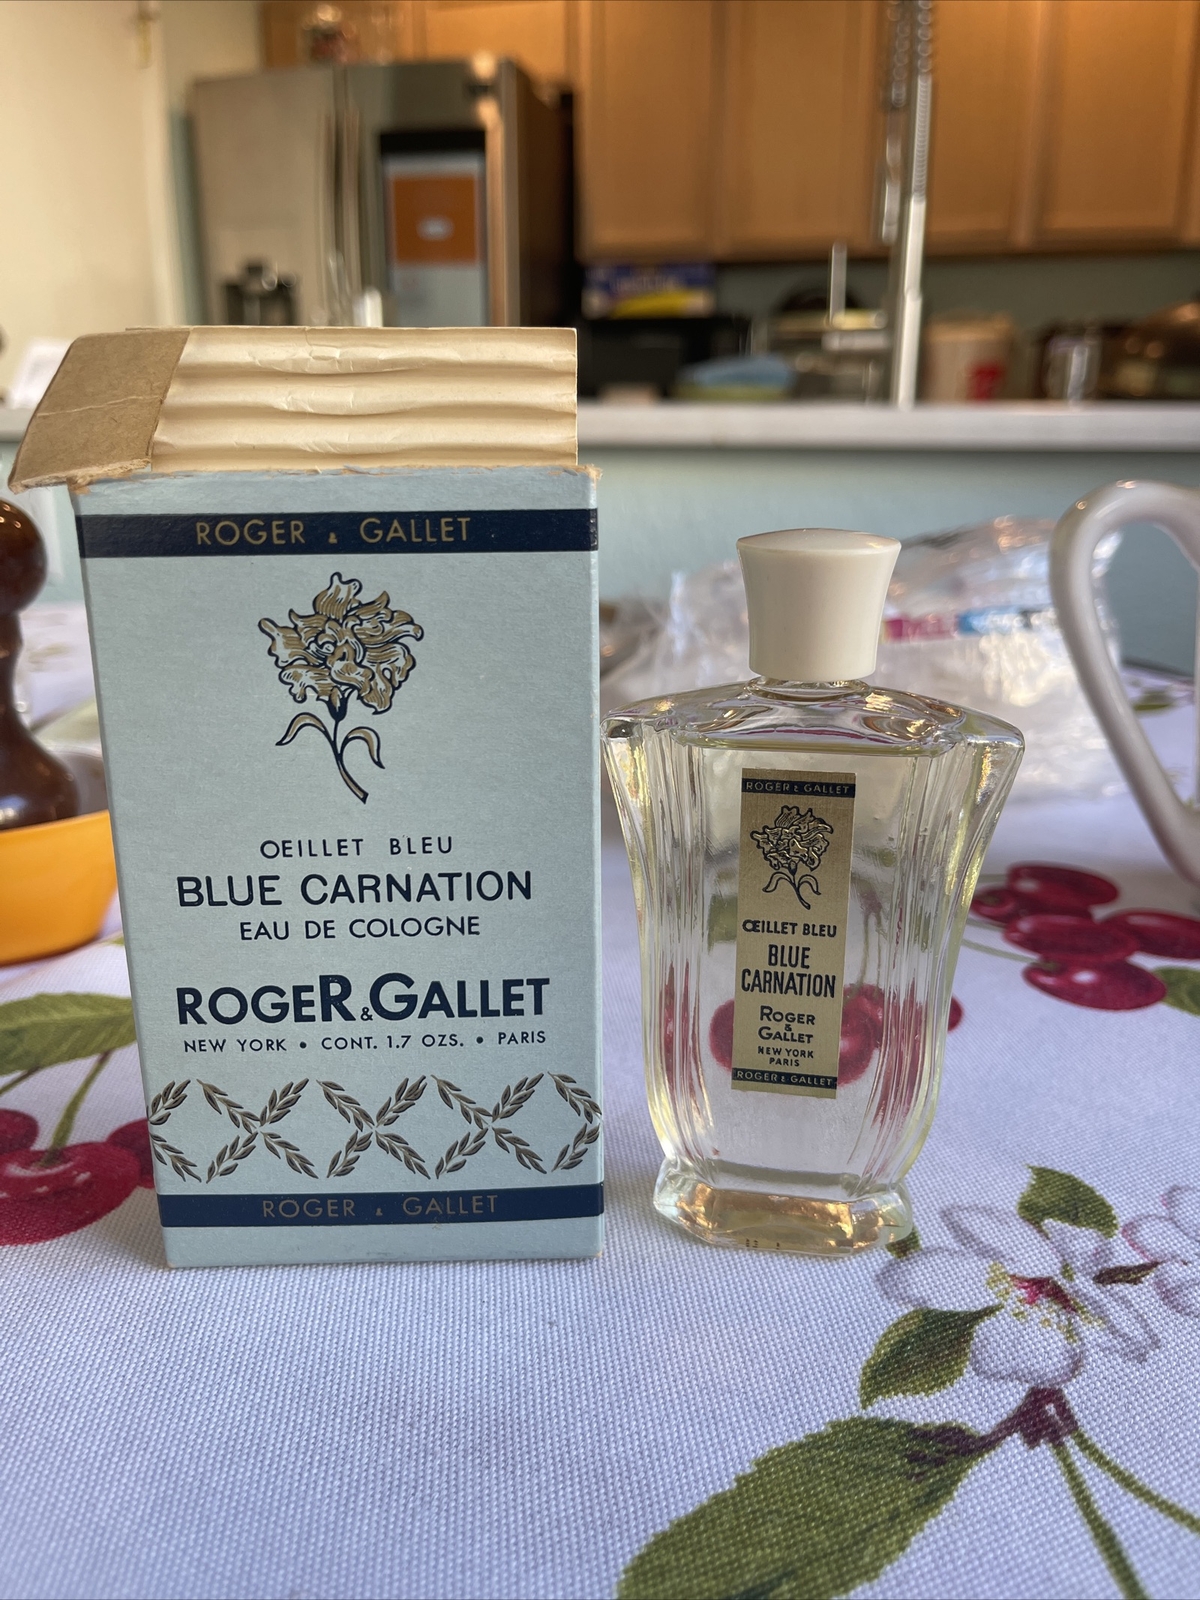 ROGER & GALLET
OEILLET BLEU
BLUE CARNATION
EAU DE COLOGNE
ROGER & GALLET
NEW YORK • CONT. 1.7 OZS. • PARIS
ROGER & GALLET
ROGER & GALLET
ŒILLET BLEU
BLUE
CARNATION
ROGER
&
GALLET
NEW YORK
PARIS
ROGER & GALLET